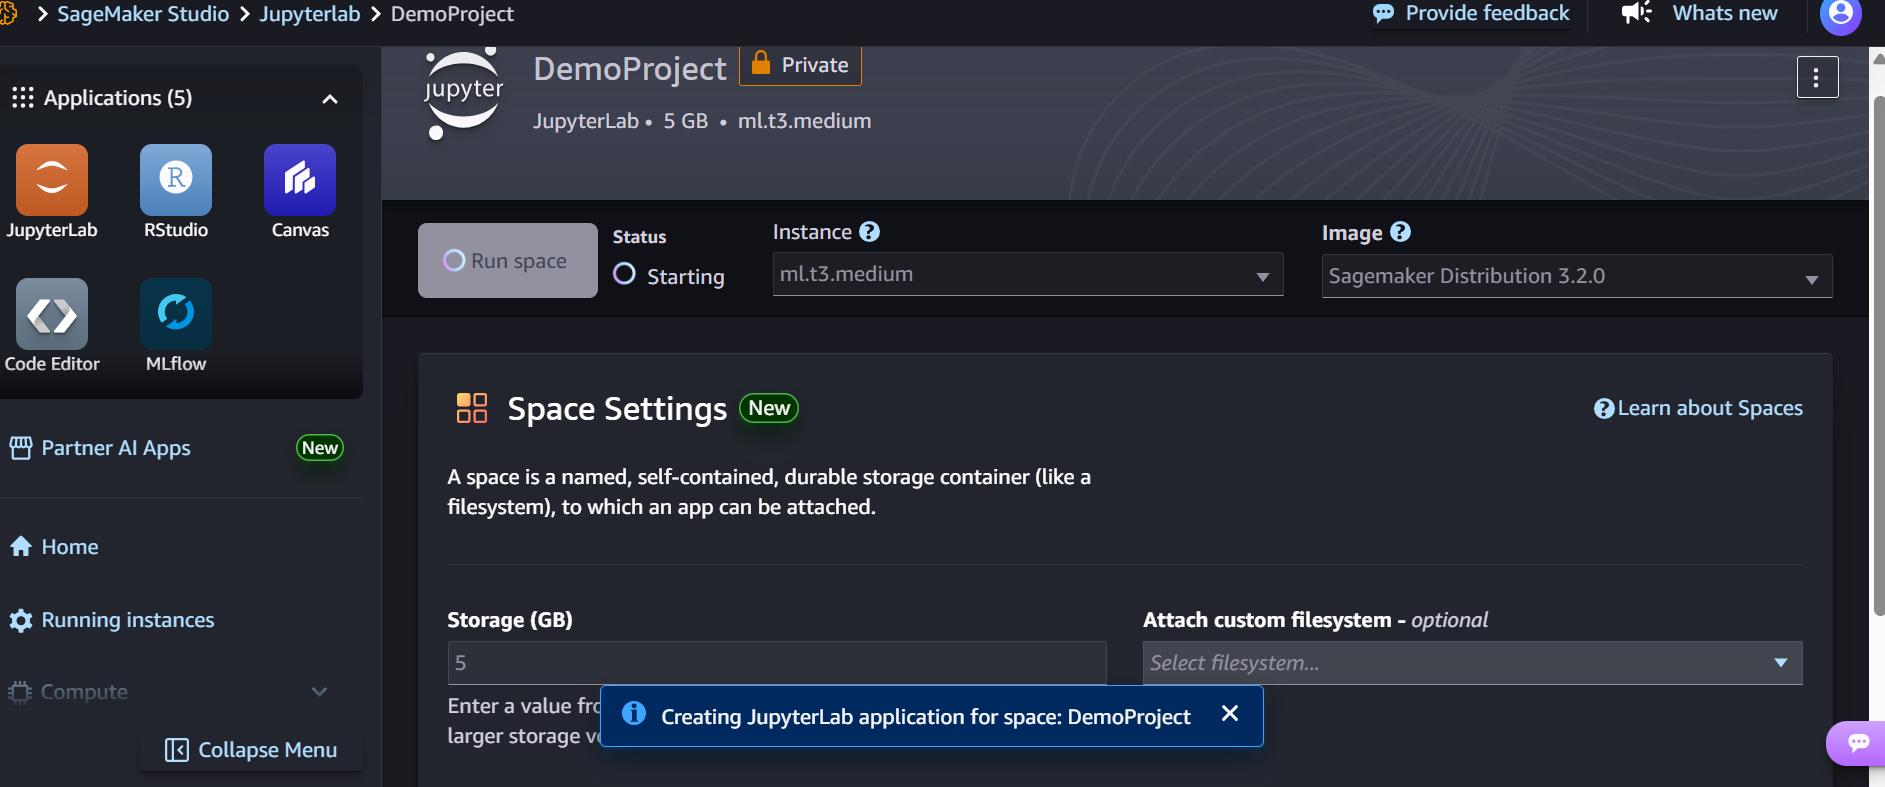 SageMaker Studio > Jupyterlab > DemoProject
Provide feedback
Whats new
Applications (5)
JupyterLab
RStudio
Canvas
Code Editor
MLflow
Partner AI Apps
New
Home
Running instances
Compute
Collapse Menu
jupyter
DemoProject
Private
JupyterLab • 5 GB • ml.t3.medium
Run space
Status
Starting
Instance
ml.t3.medium
Image
Sagemaker Distribution 3.2.0
Space Settings
New
Learn about Spaces
A space is a named, self-contained, durable storage container (like a
filesystem), to which an app can be attached.
Storage (GB)
5
Enter a value
larger storage
Attach custom filesystem - optional
Select filesystem...
Creating JupyterLab application for space: DemoProject